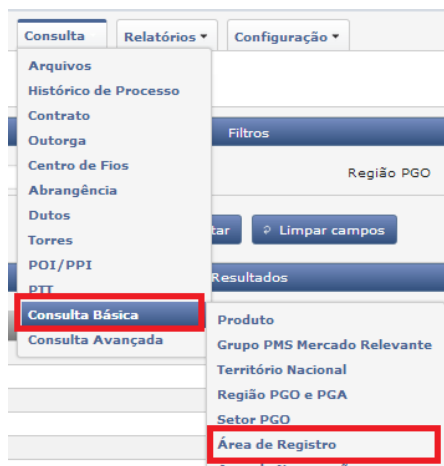 Consulta Relatórios Configuração
Arquivos
Histórico de Processo
Contrato
Outorga
Filtros
Centro de Fios
Região PGO
Abrangência
Dutos
Torres
tar Limpar campos
POI/PPI
Resultados
PTT
Consulta Básica
Consulta Avançada
Produto
Grupo PMS Mercado Relevante
Território Nacional
Região PGO e PGA
Setor PGO
Área de Registro